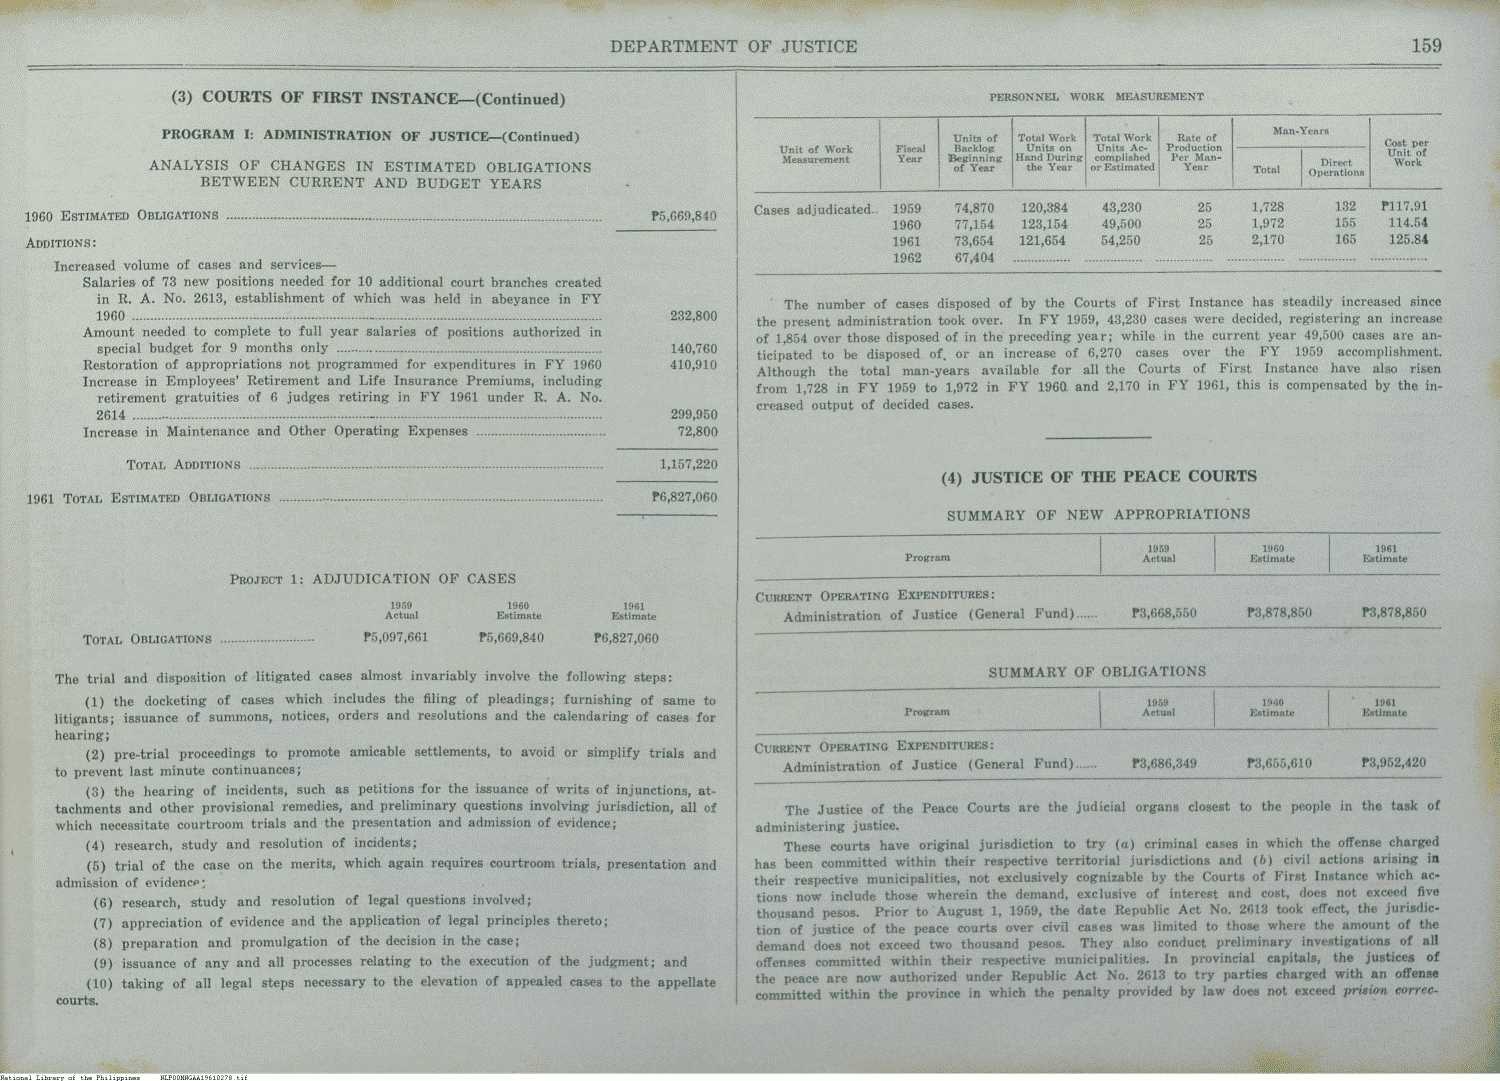 DEPARTMENT OF JUSTICE
159
(3) COURTS OF FIRST INSTANCE—(Continued)
PROGRAM I: ADMINISTRATION OF JUSTICE—(Continued)
ANALYSIS OF CHANGES IN ESTIMATED OBLIGATIONS
BETWEEN CURRENT AND BUDGET YEARS
1960 ESTIMATED OBLIGATIONS ........ ₱5,669,840
ADDITIONS:
Increased volume of cases and services—
Salaries of 73 new positions needed for 10 additional court branches created
in R. A. No. 2613, establishment of which was held in abeyance in FY
1960 ........ 232,800
Amount needed to complete to full year salaries of positions authorized in
special budget for 9 months only ........ 140,760
Restoration of appropriations not programmed for expenditures in FY 1960 410,910
Increase in Employees' Retirement and Life Insurance Premiums, including
retirement gratuities of 6 judges retiring in FY 1961 under R. A. No.
2614 ........ 299,950
Increase in Maintenance and Other Operating Expenses ........ 72,800
TOTAL ADDITIONS ........ 1,157,220
1961 TOTAL ESTIMATED OBLIGATIONS ........ ₱6,827,060
PROJECT 1: ADJUDICATION OF CASES
1959 1960 1961
Actual Estimate Estimate
TOTAL OBLIGATIONS ........ ₱5,097,661 ₱5,669,840 ₱6,827,060
The trial and disposition of litigated cases almost invariably involve the following steps:
(1) the docketing of cases which includes the filing of pleadings; furnishing of same to
litigants; issuance of summons, notices, orders and resolutions and the calendaring of cases for
hearing;
(2) pre-trial proceedings to promote amicable settlements, to avoid or simplify trials and
to prevent last minute continuances;
(3) the hearing of incidents, such as petitions for the issuance of writs of injunctions, at-
tachments and other provisional remedies, and preliminary questions involving jurisdiction, all of
which necessitate courtroom trials and the presentation and admission of evidence;
(4) research, study and resolution of incidents;
(5) trial of the case on the merits, which again requires courtroom trials, presentation and
admission of evidence;
(6) research, study and resolution of legal questions involved;
(7) appreciation of evidence and the application of legal principles thereto;
(8) preparation and promulgation of the decision in the case;
(9) issuance of any and all processes relating to the execution of the judgment; and
(10) taking of all legal steps necessary to the elevation of appealed cases to the appellate
courts.
PERSONNEL WORK MEASUREMENT
Unit of Work Measurement
Fiscal Year
Units of Backlog Beginning of Year
Total Work Units on Hand During the Year
Total Work Units Ac- complished or Estimated
Rate of Production Per Man- Year
Man-Years
Total
Direct Operations
Cost per Unit of Work
Cases adjudicated.. 1959 74,870 120,384 43,230 25 1,728 132 ₱117.91
1960 77,154 123,154 49,500 25 1,972 155 114.54
1961 73,654 121,654 54,250 25 2,170 165 125.84
1962 67,404 ........ ........ ........ ........ ........ ........
The number of cases disposed of by the Courts of First Instance has steadily increased since
the present administration took over. In FY 1959, 43,230 cases were decided, registering an increase
of 1,854 over those disposed of in the preceding year; while in the current year 49,500 cases are an-
ticipated to be disposed of, or an increase of 6,270 cases over the FY 1959 accomplishment.
Although the total man-years available for all the Courts of First Instance have also risen
from 1,728 in FY 1959 to 1,972 in FY 1960 and 2,170 in FY 1961, this is compensated by the in-
creased output of decided cases.
(4) JUSTICE OF THE PEACE COURTS
SUMMARY OF NEW APPROPRIATIONS
Program 1959 Actual 1960 Estimate 1961 Estimate
CURRENT OPERATING EXPENDITURES:
Administration of Justice (General Fund)...... ₱3,668,550 ₱3,878,850 ₱3,878,850
SUMMARY OF OBLIGATIONS
Program 1959 Actual 1960 Estimate 1961 Estimate
CURRENT OPERATING EXPENDITURES:
Administration of Justice (General Fund)...... ₱3,686,349 ₱3,655,610 ₱3,952,420
The Justice of the Peace Courts are the judicial organs closest to the people in the task of
administering justice.
These courts have original jurisdiction to try (a) criminal cases in which the offense charged
has been committed within their respective territorial jurisdictions and (b) civil actions arising in
their respective municipalities, not exclusively cognizable by the Courts of First Instance which ac-
tions now include those wherein the demand, exclusive of interest and cost, does not exceed five
thousand pesos. Prior to August 1, 1959, the date Republic Act No. 2613 took effect, the jurisdic-
tion of justice of the peace courts over civil cases was limited to those where the amount of the
demand does not exceed two thousand pesos. They also conduct preliminary investigations of all
offenses committed within their respective municipalities. In provincial capitals, the justices of
the peace are now authorized under Republic Act No. 2613 to try parties charged with an offense
committed within the province in which the penalty provided by law does not exceed prision correc-
National Library of the Philippines NLP00NHGAA19610278.tif